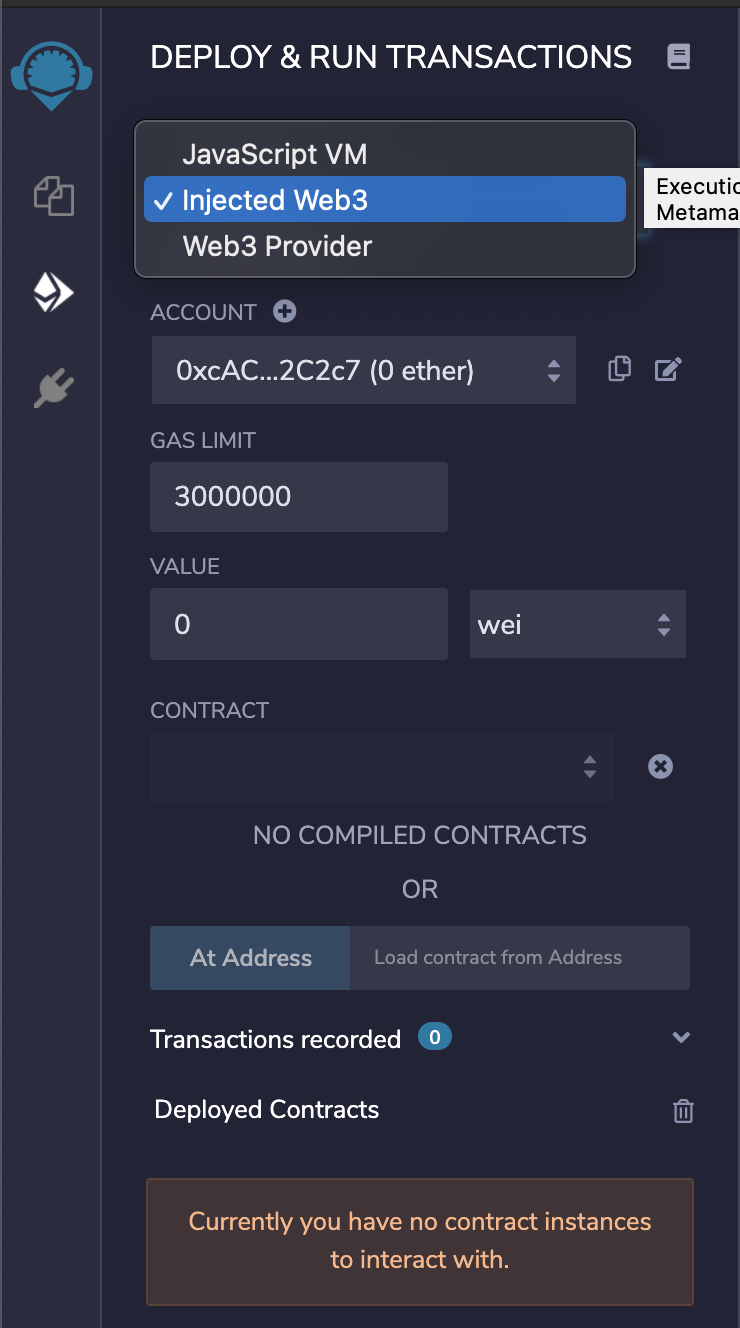 DEPLOY & RUN TRANSACTIONS
JavaScript VM
✓ Injected Web3
Web3 Provider
ACCOUNT
0xcAC...2C2c7 (0 ether)
GAS LIMIT
3000000
VALUE
0
wei
CONTRACT
NO COMPILED CONTRACTS
OR
At Address
Load contract from Address
Transactions recorded 0
Deployed Contracts
Currently you have no contract instances
to interact with.